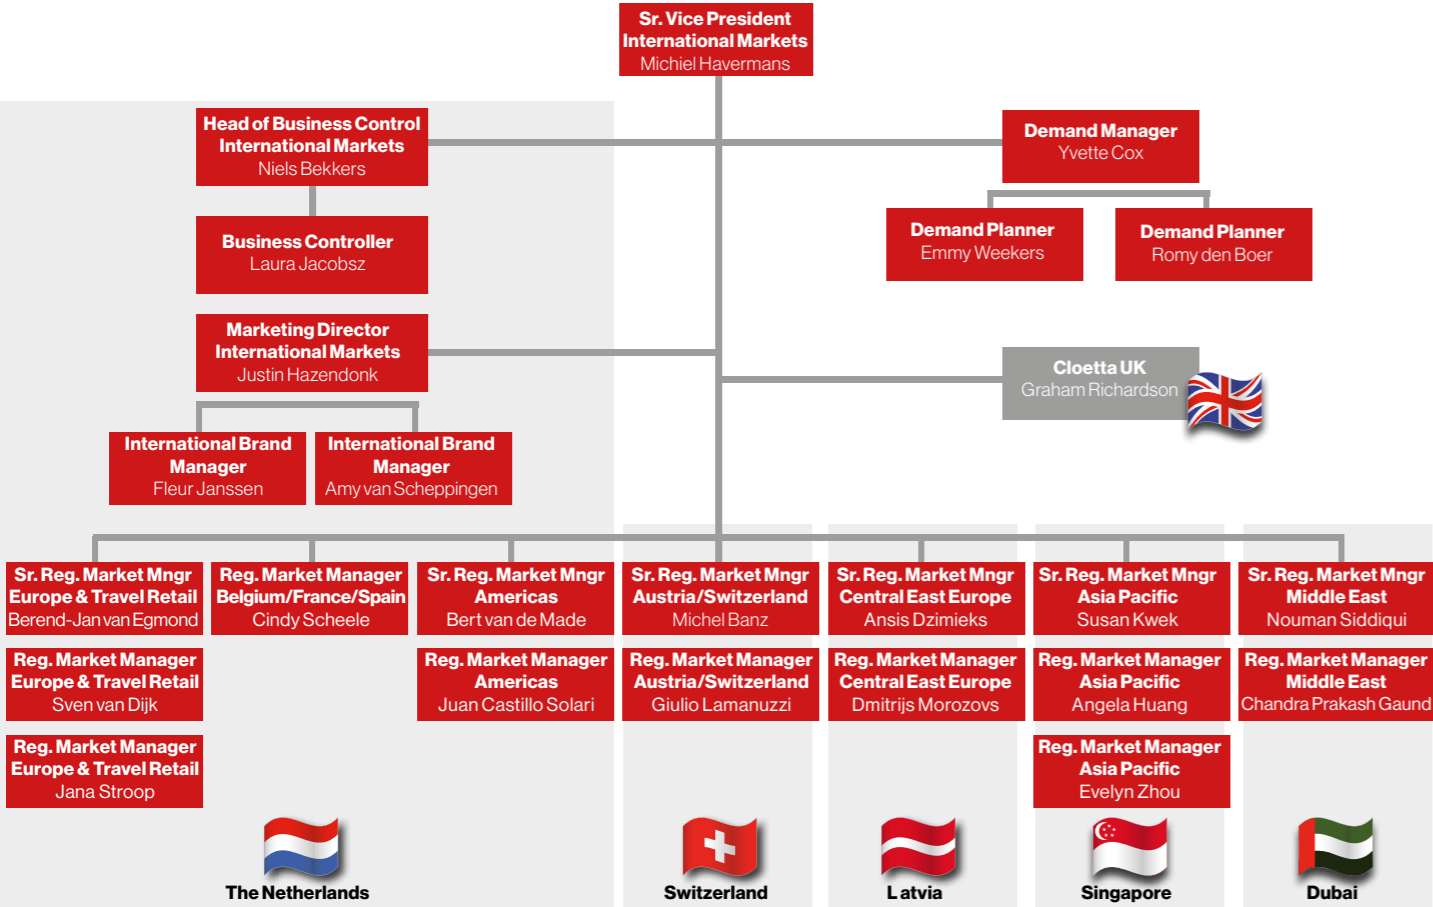 Sr. Vice President
International Markets
Michiel Havermans
Head of Business Control
International Markets
Niels Bekkers
Demand Manager
Yvette Cox
Business Controller
Laura Jacobsz
Demand Planner
Emmy Weekers
Demand Planner
Romy den Boer
Marketing Director
International Markets
Justin Hazendonk
Cloetta UK
Graham Richardson
International Brand
Manager
Fleur Janssen
International Brand
Manager
Amy van Scheppingen
Sr. Reg. Market Mngr
Europe & Travel Retail
Berend-Jan van Egmond
Reg. Market Manager
Belgium/France/Spain
Cindy Scheele
Sr. Reg. Market Mngr
Americas
Bert van de Made
Sr. Reg. Market Mngr
Austria/Switzerland
Michel Banz
Sr. Reg. Market Mngr
Central East Europe
Ansis Dzimieks
Sr. Reg. Market Mngr
Asia Pacific
Susan Kwek
Sr. Reg. Market Mngr
Middle East
Nouman Siddiqui
Reg. Market Manager
Europe & Travel Retail
Sven van Dijk
Reg. Market Manager
Americas
Juan Castillo Solari
Reg. Market Manager
Austria/Switzerland
Giulio Lamanuzzi
Reg. Market Manager
Central East Europe
Dmitrijs Morozovs
Reg. Market Manager
Asia Pacific
Angela Huang
Reg. Market Manager
Middle East
Chandra Prakash Gaund
Reg. Market Manager
Europe & Travel Retail
Jana Stroop
Reg. Market Manager
Asia Pacific
Evelyn Zhou
The Netherlands
Switzerland
Latvia
Singapore
Dubai